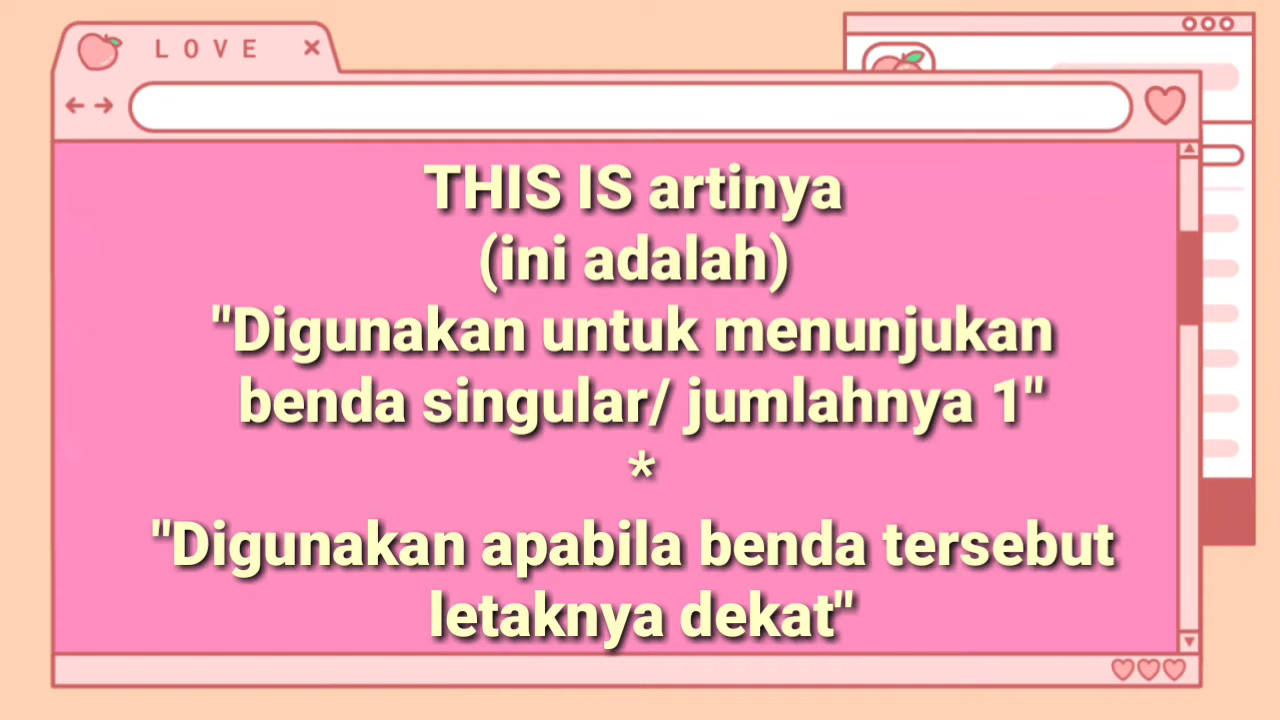 LOVE
THIS IS artinya
(ini adalah)
"Digunakan untuk menunjukan
benda singular/ jumlahnya 1"
*
"Digunakan apabila benda tersebut
letaknya dekat"